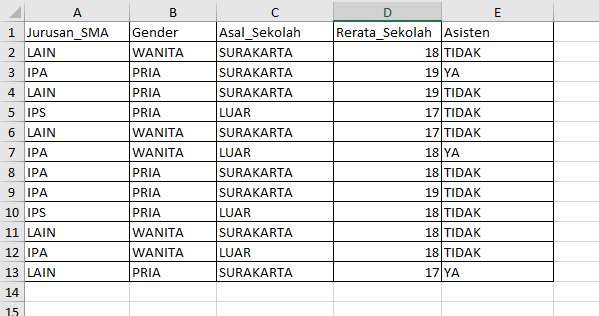 A B C D E
1 Jurusan_SMA Gender Asal_Sekolah Rerata_Sekolah Asisten
2 LAIN WANITA SURAKARTA 18 TIDAK
3 IPA PRIA SURAKARTA 19 YA
4 LAIN PRIA SURAKARTA 19 TIDAK
5 IPS PRIA LUAR 17 TIDAK
6 LAIN WANITA SURAKARTA 17 TIDAK
7 IPA WANITA LUAR 18 YA
8 IPA PRIA SURAKARTA 18 TIDAK
9 IPA PRIA SURAKARTA 19 TIDAK
10 IPS PRIA LUAR 18 TIDAK
11 LAIN WANITA SURAKARTA 18 TIDAK
12 IPA WANITA LUAR 18 TIDAK
13 LAIN PRIA SURAKARTA 17 YA
14
15